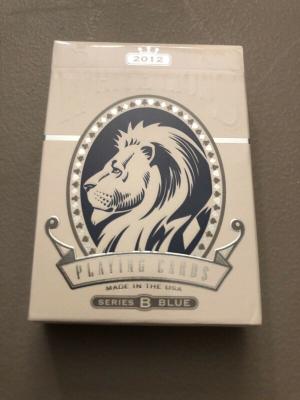 2012
PLAYING CARDS
MADE IN THE USA
SERIES B BLUE